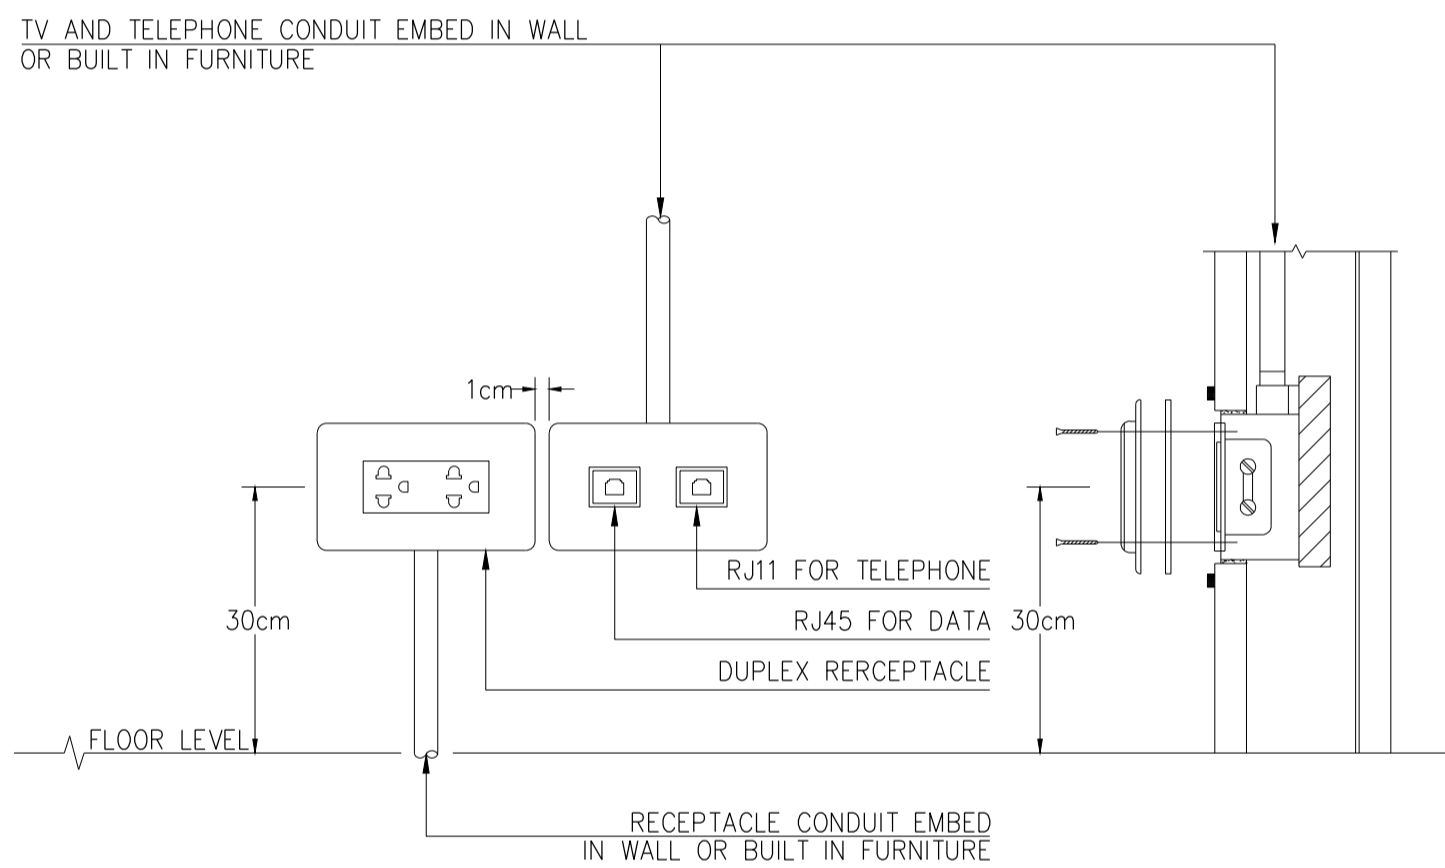 TV AND TELEPHONE CONDUIT EMBED IN WALL
OR BUILT IN FURNITURE
1cm
RJ11 FOR TELEPHONE
30cm
RJ45 FOR DATA
30cm
DUPLEX RERCEPTACLE
FLOOR LEVEL
RECEPTACLE CONDUIT EMBED
IN WALL OR BUILT IN FURNITURE